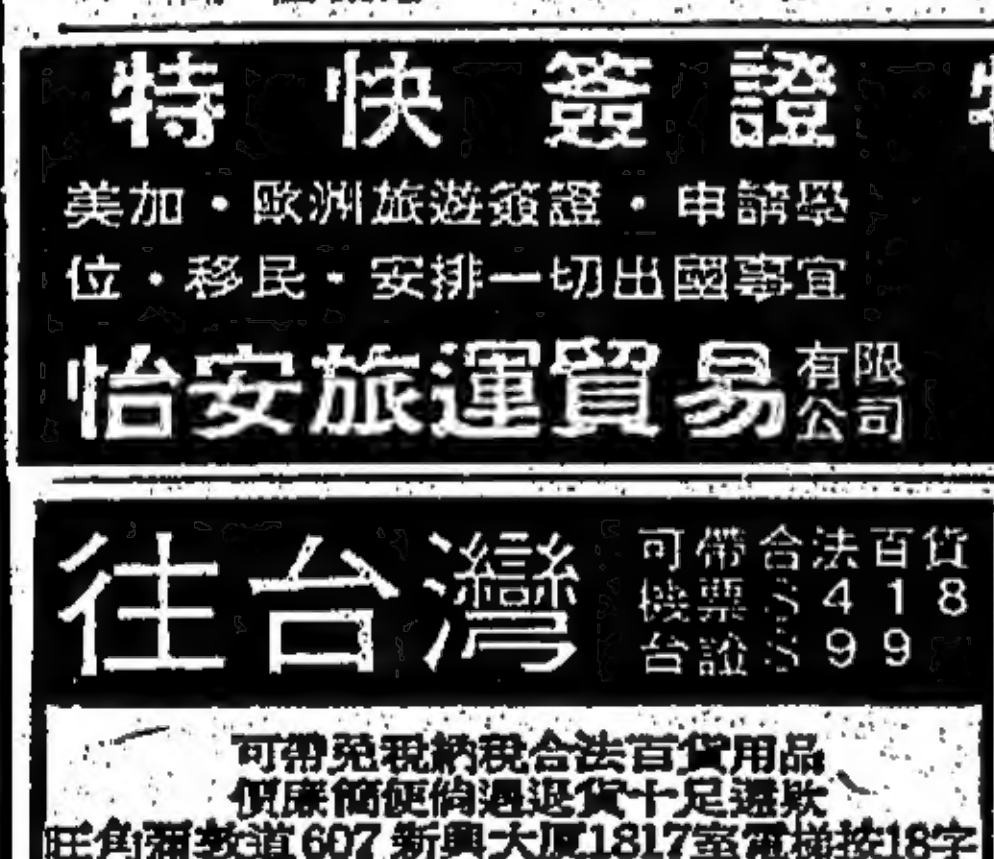 特快簽證
美加・歐洲旅遊簽證・申請學
位・移民・安排一切出國事宜
怡安旅運貿易有限公司
往台灣
可帶合法百貨
機票 418
台證 99
可帶免稅納稅合法百貨用品
價廉簡便倘遇退貨十足還款
旺角彌敦道607新興大厦1817室電梯按18字